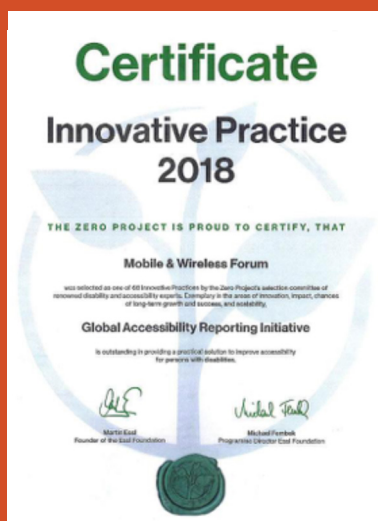 Certificate
Innovative Practice
2018
THE ZERO PROJECT IS PROUD TO CERTIFY, THAT
Mobile & Wireless Forum
was selected as one of 68 Innovative Practices by the Zero Project's selection committee of
renowned disability and accessibility experts. Exemplary in the areas of innovation, impact, chances
of long-term growth and success, and scalability,
Global Accessibility Reporting Initiative
is outstanding in providing a practical solution to improve accessibility
for persons with disabilities.
Martin Essl
Founder of the Essl Foundation
Michael Fembek
Programme Director Essl Foundation